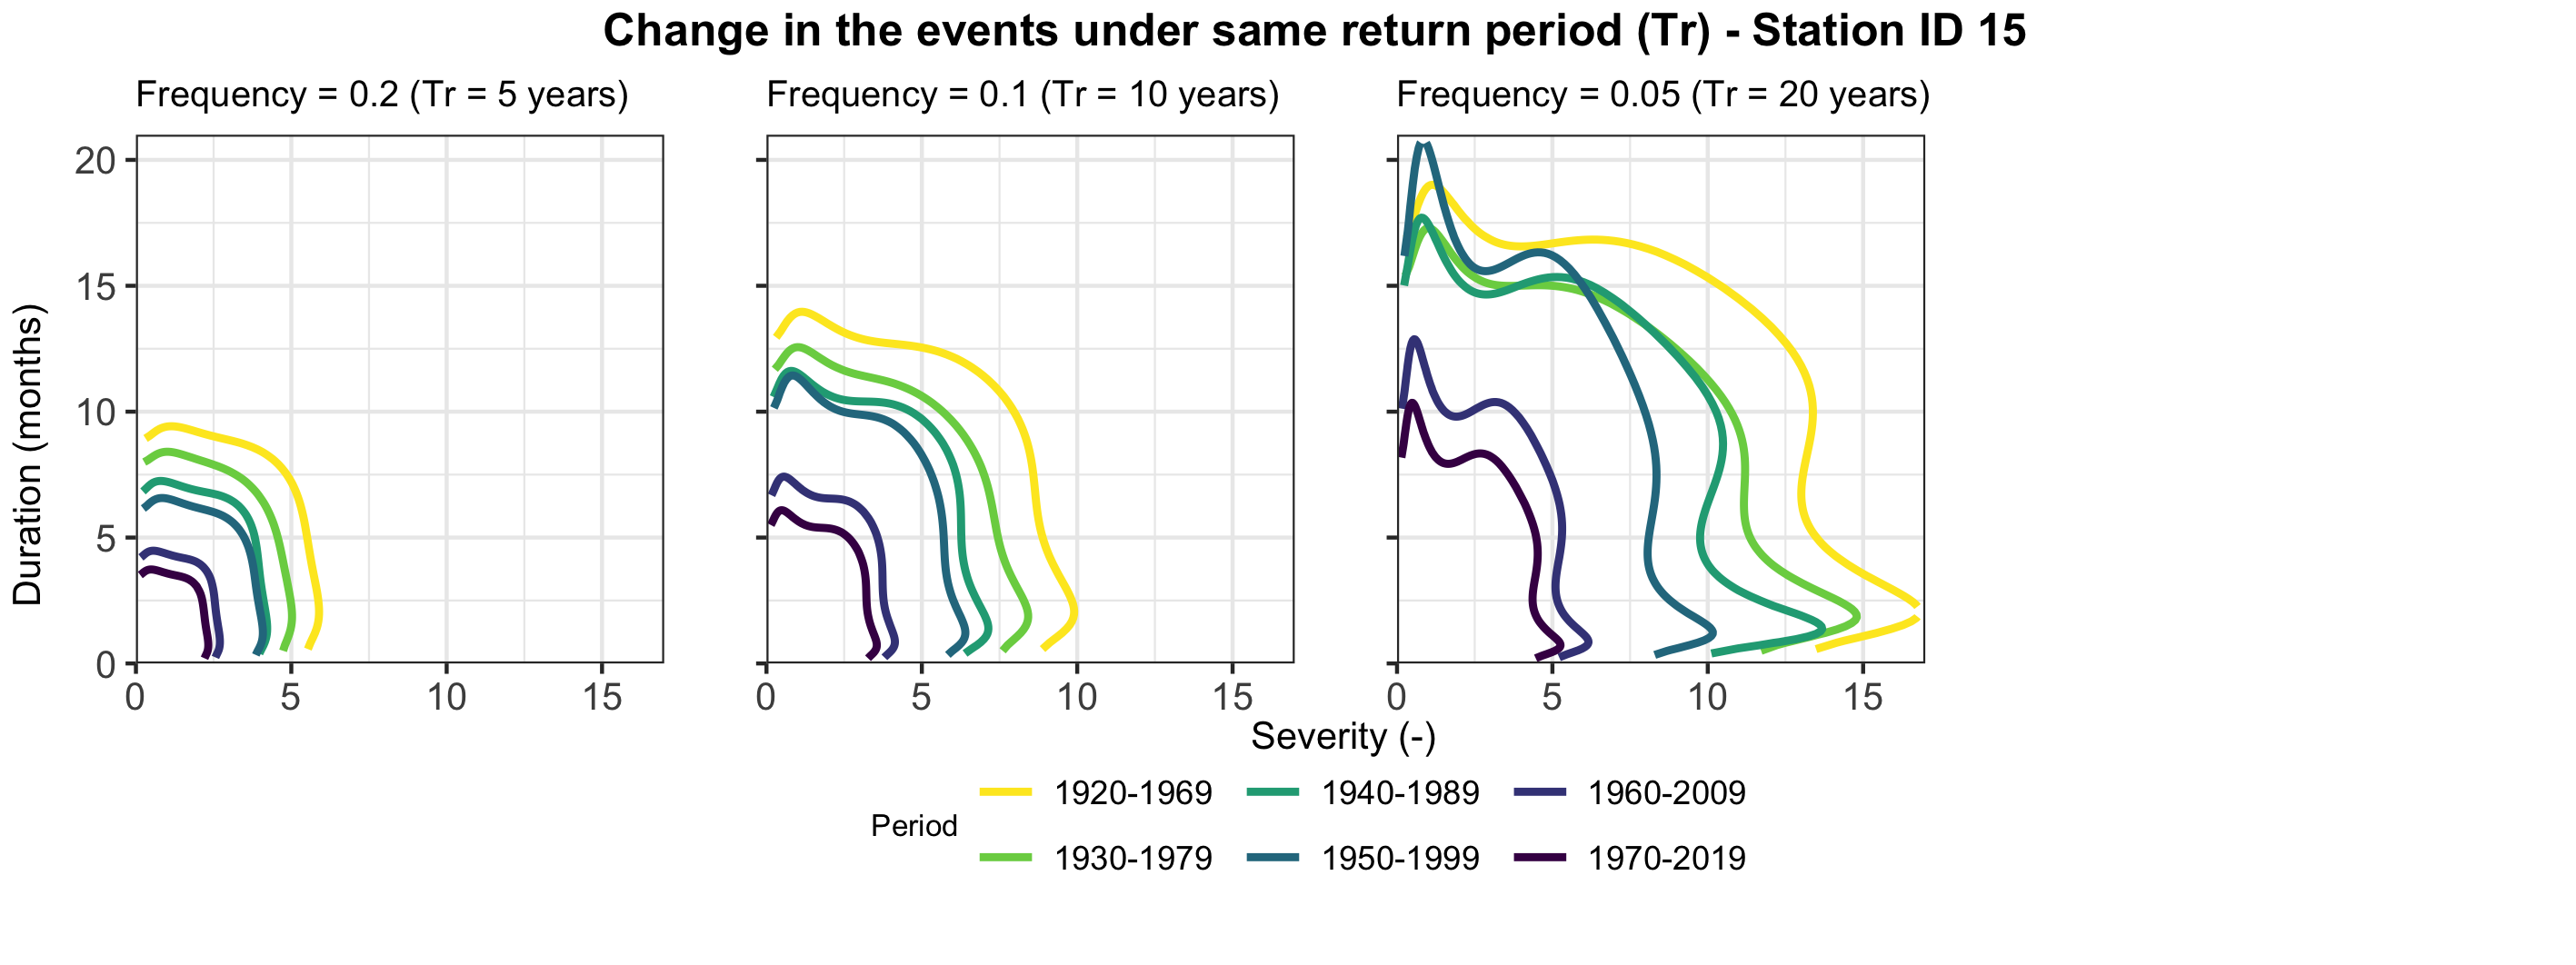 Change in the events under same return period (Tr) - Station ID 15
Frequency = 0.2 (Tr = 5 years)
Frequency = 0.1 (Tr = 10 years)
Frequency = 0.05 (Tr = 20 years)
Duration (months)
20
15
10
5
0
0 5 10 15
0 5 10 15
0 5 10 15
Severity (-)
Period
1920-1969 1940-1989 1960-2009
1930-1979 1950-1999 1970-2019